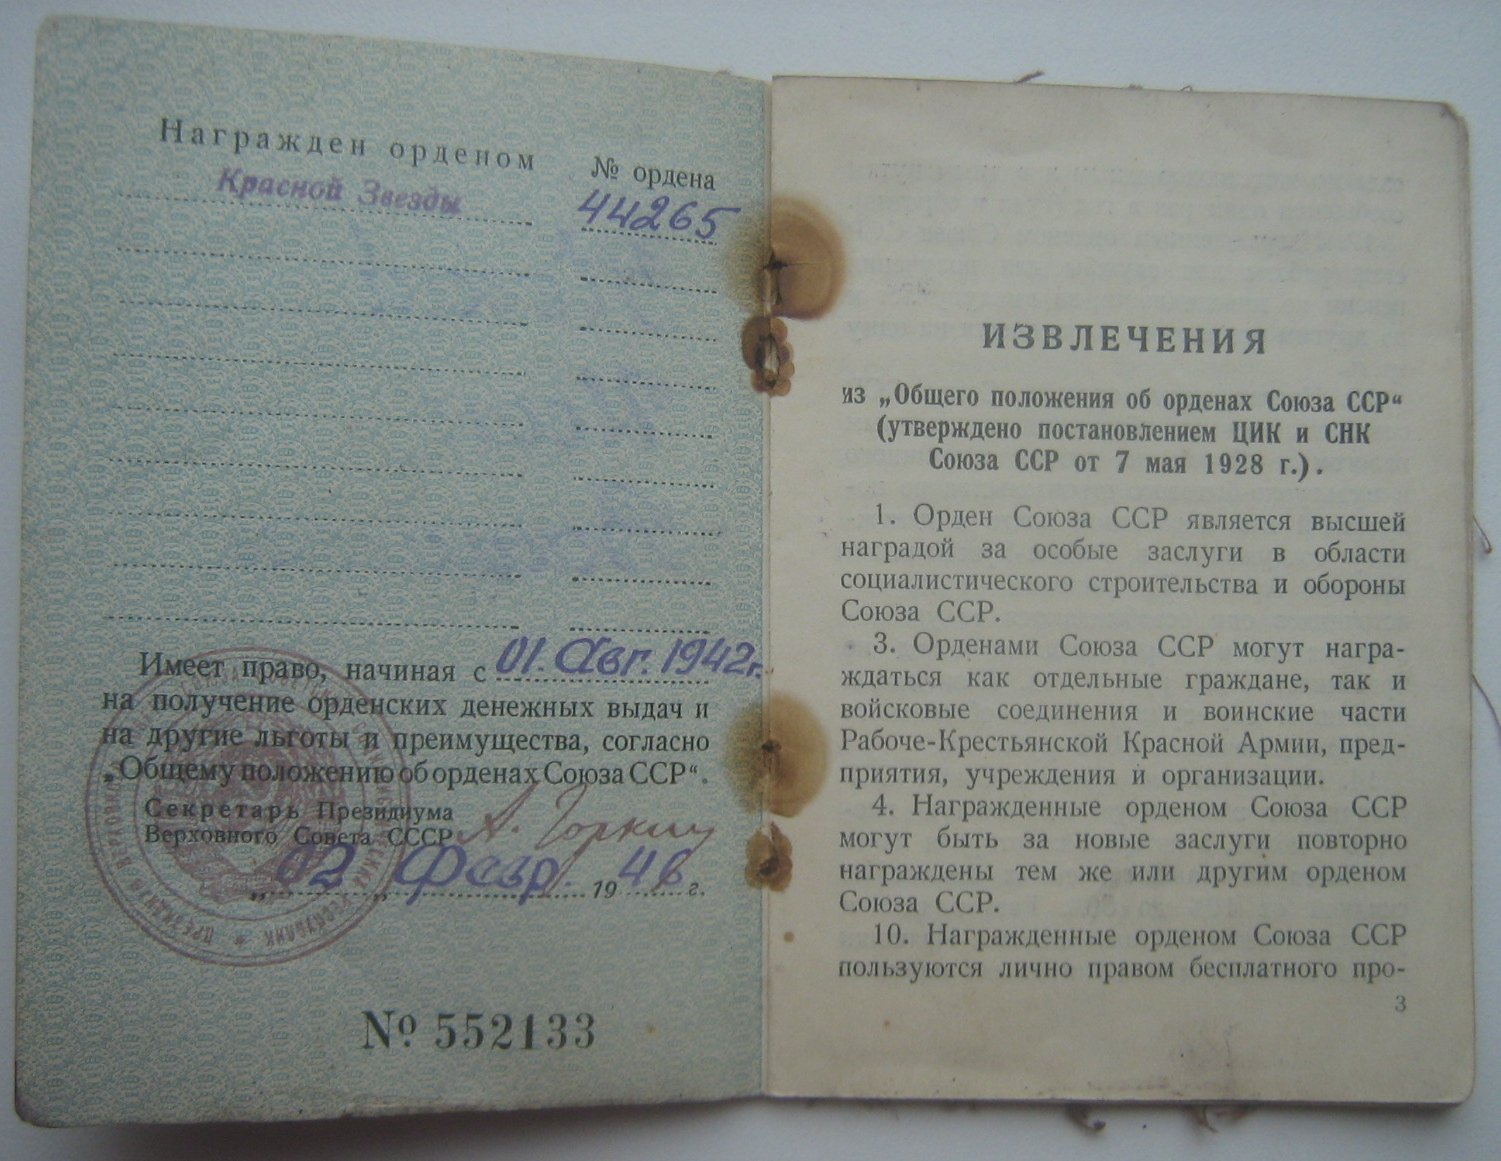 Награжден орденом
№ ордена
Красной Звезды
44265
Имеет право, начиная с 01. Авг. 1942 г.
на получение орденских денежных выдач и
на другие льготы и преимущества, согласно
„Общему положению об орденах Союза ССР“.
Секретарь Президиума
Верховного Совета СССР А. Горкин
„02 „ Февр. 1946 г.
№ 552133
ИЗВЛЕЧЕНИЯ
из „Общего положения об орденах Союза ССР“
(утверждено постановлением ЦИК и СНК
Союза ССР от 7 мая 1928 г.).
1. Орден Союза ССР является высшей
наградой за особые заслуги в области
социалистического строительства и обороны
Союза ССР.
3. Орденами Союза ССР могут награ-
ждаться как отдельные граждане, так и
войсковые соединения и воинские части
Рабоче-Крестьянской Красной Армии, пред-
приятия, учреждения и организации.
4. Награжденные орденом Союза ССР
могут быть за новые заслуги повторно
награждены тем же или другим орденом
Союза ССР.
10. Награжденные орденом Союза ССР
пользуются лично правом бесплатного про-
3